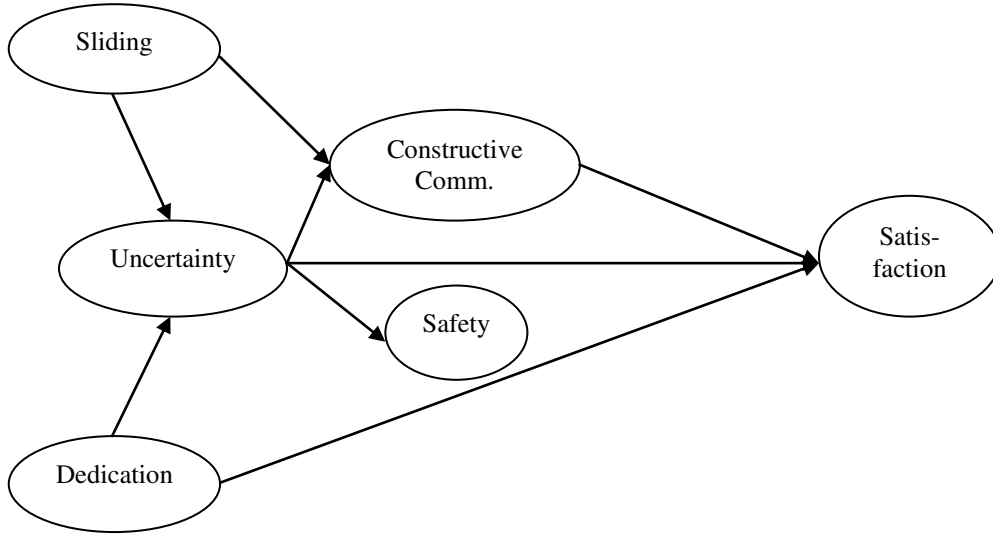 Sliding
Constructive
Comm.
Uncertainty
Satis-
faction
Safety
Dedication